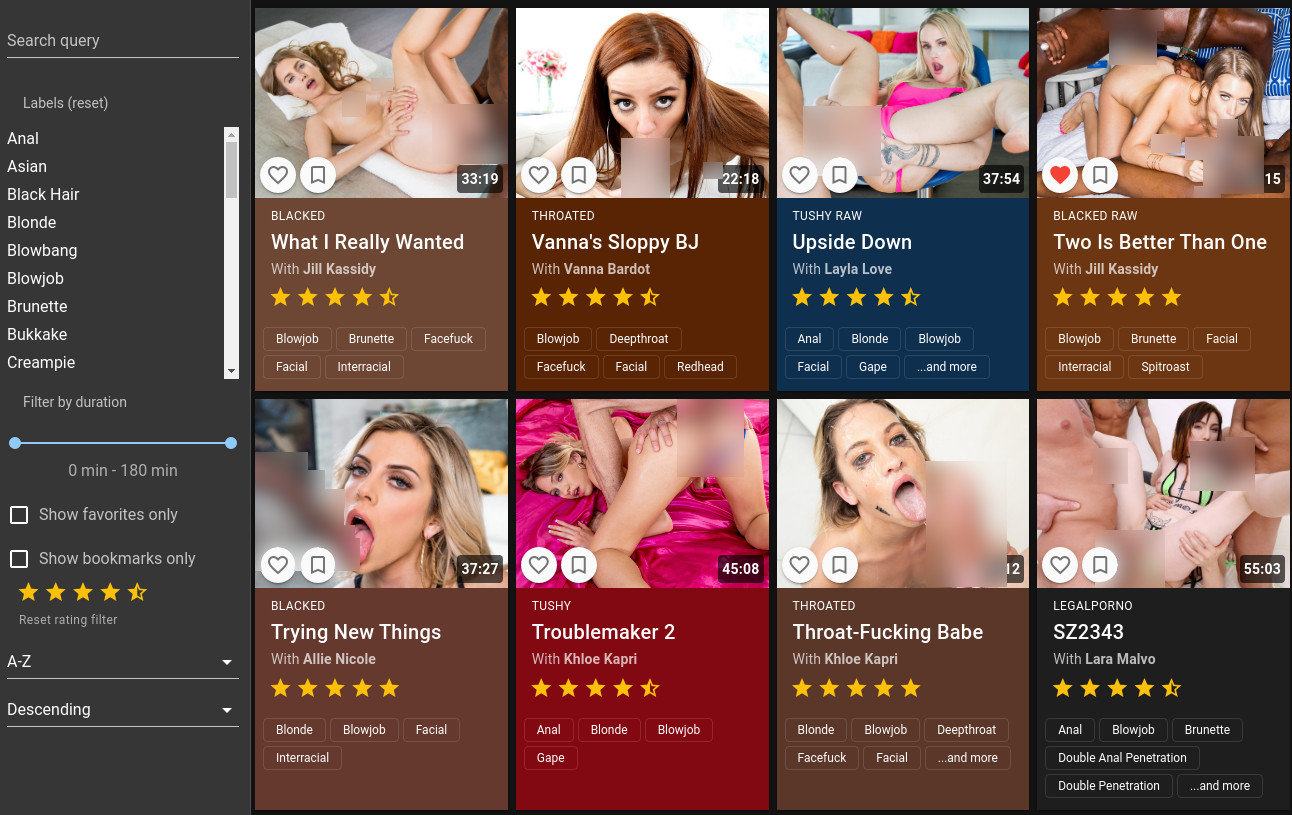 Search query
Labels (reset)
Anal
Asian
Black Hair
Blonde
Blowbang
Blowjob
Brunette
Bukkake
Creampie
Filter by duration
0 min - 180 min
Show favorites only
Show bookmarks only
Reset rating filter
A-Z
Descending
33:19
BLACKED
What I Really Wanted
With Jill Kassidy
Blowjob Brunette Facefuck
Facial Interracial
22:18
THROATED
Vanna's Sloppy BJ
With Vanna Bardot
Blowjob Deepthroat
Facefuck Facial Redhead
37:54
TUSHY RAW
Upside Down
With Layla Love
Anal Blonde Blowjob
Facial Gape ...and more
15
BLACKED RAW
Two Is Better Than One
With Jill Kassidy
Blowjob Brunette Facial
Interracial Spitroast
37:27
BLACKED
Trying New Things
With Allie Nicole
Blonde Blowjob Facial
Interracial
45:08
TUSHY
Troublemaker 2
With Khloe Kapri
Anal Blonde Blowjob
Gape
12
THROATED
Throat-Fucking Babe
With Khloe Kapri
Blonde Blowjob Deepthroat
Facefuck Facial ...and more
55:03
LEGALPORNO
SZ2343
With Lara Malvo
Anal Blowjob Brunette
Double Anal Penetration
Double Penetration ...and more